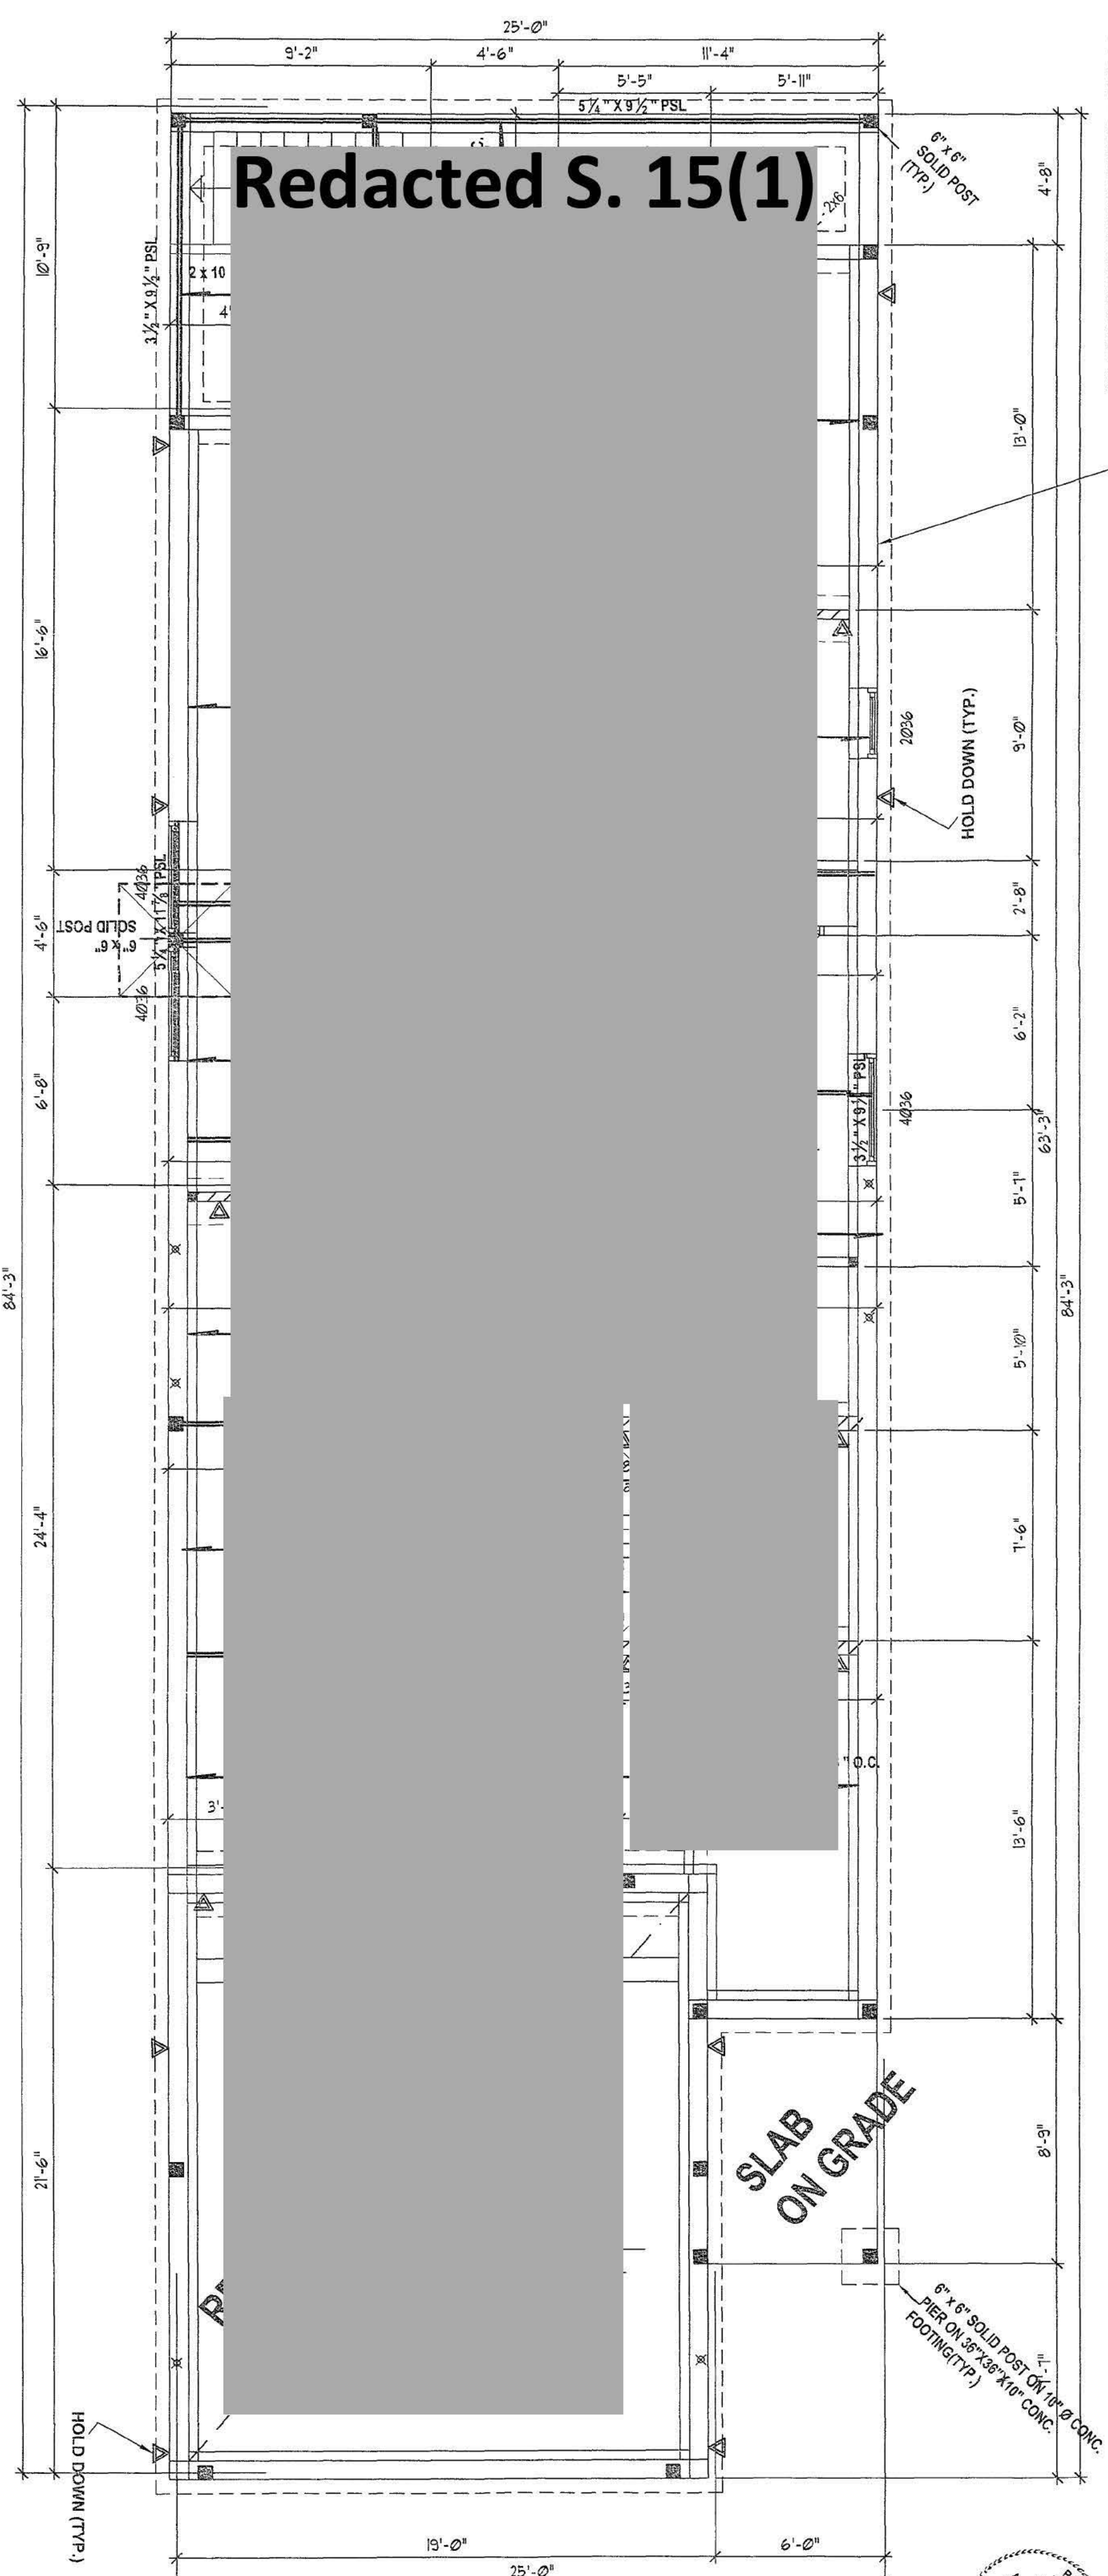 25'-0"
9'-2" 4'-6" 11'-4"
5'-5" 5'-11"
5 1/4" X 9 1/2" PSL
6" x 6"
SOLID POST
(TYP.)
4'-8"
Redacted S. 15(1)
-2x6
10'-9"
3 1/2" X 9 1/2" PSL
2 x 10
4'
13'-0"
16'-6"
2036
9'-0"
HOLD DOWN (TYP.)
4036
5 1/4" X 11 7/8" PSL
6" x 6"
SOLID POST
4'-6"
4036
2'-8"
6'-2"
6'-8"
3 1/2" X 9 1/2" PSL
4036
63'-3"
5'-7"
84'-3"
84'-3"
5'-10"
24'-4"
7'-6"
" O.C.
3'-
13'-6"
SLAB
ON GRADE
8'-9"
21'-6"
6" x 6" SOLID POST ON 10" Ø CONC.
PIER ON 36"X36"X10" CONC.
FOOTING(TYP.)
-7"
HOLD DOWN (TYP.)
19'-0" 6'-0"
25'-0"